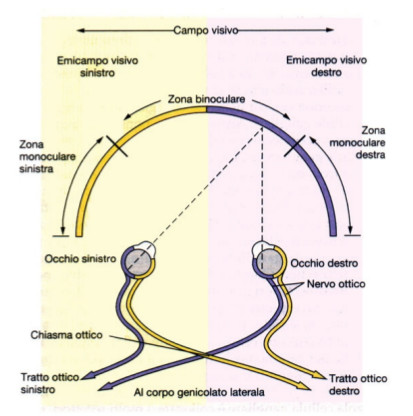 Campo visivo
Emicampo visivo
sinistro
Emicampo visivo
destro
Zona binoculare
Zona
monoculare
sinistra
Zona
monoculare
destra
Occhio sinistro
Occhio destro
Nervo ottico
Chiasma ottico
Tratto ottico
sinistro
Al corpo genicolato laterala
Tratto ottico
destro